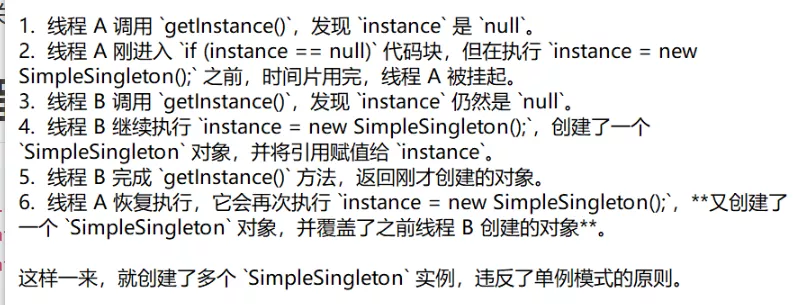 1. 线程 A 调用 `getInstance()`，发现 `instance` 是 `null`。
2. 线程 A 刚进入 `if (instance == null)` 代码块，但在执行 `instance = new
SimpleSingleton();` 之前，时间片用完，线程 A 被挂起。
3. 线程 B 调用 `getInstance()`，发现 `instance` 仍然是 `null`。
4. 线程 B 继续执行 `instance = new SimpleSingleton();`，创建了一个
`SimpleSingleton` 对象，并将引用赋值给 `instance`。
5. 线程 B 完成 `getInstance()` 方法，返回刚才创建的对象。
6. 线程 A 恢复执行，它会再次执行 `instance = new SimpleSingleton();`，**又创建了
一个 `SimpleSingleton` 对象，并覆盖了之前线程 B 创建的对象**。
这样一来，就创建了多个 `SimpleSingleton` 实例，违反了单例模式的原则。